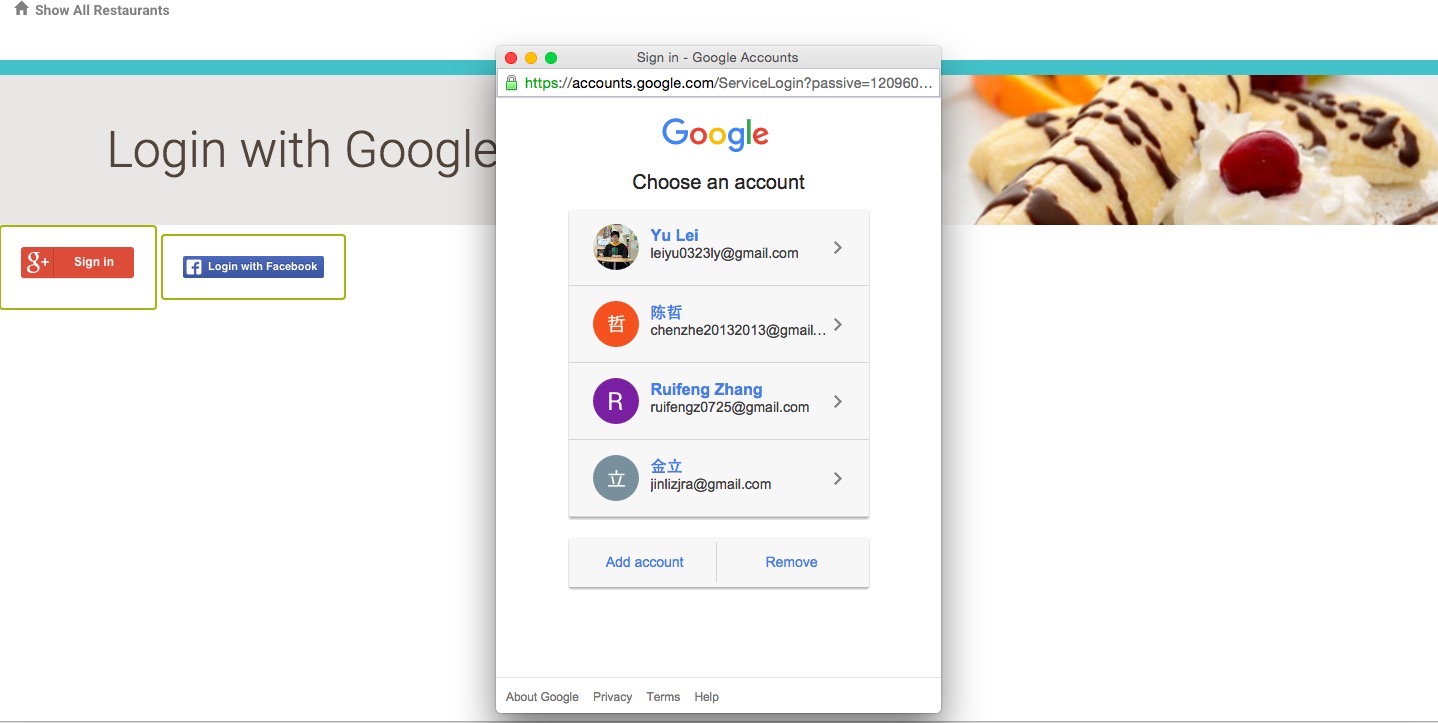 Show All Restaurants
Login with Google
g+ Sign in
Login with Facebook
Sign in - Google Accounts
https://accounts.google.com/ServiceLogin?passive=120960...
Google
Choose an account
Yu Lei
leiyu0323ly@gmail.com
哲
陈哲
chenzhe20132013@gmail...
R
Ruifeng Zhang
ruifengz0725@gmail.com
立
金立
jinlizjra@gmail.com
Add account
Remove
About Google Privacy Terms Help